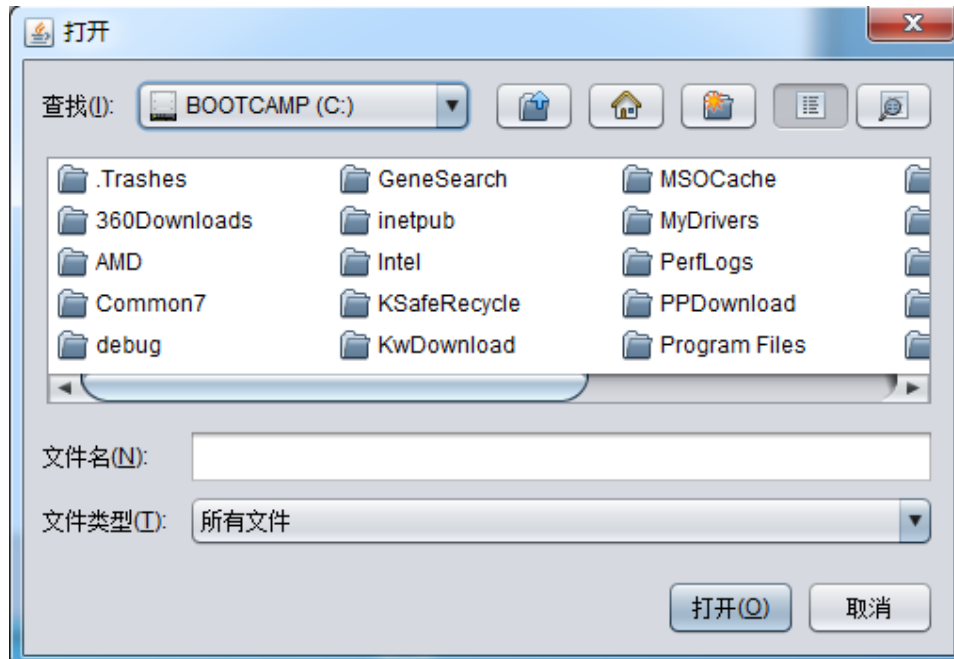 打开
查找(I): BOOTCAMP (C:)
.Trashes GeneSearch MSOCache
360Downloads inetpub MyDrivers
AMD Intel PerfLogs
Common7 KSafeRecycle PPDownload
debug KwDownload Program Files
文件名(N):
文件类型(T): 所有文件
打开(O) 取消